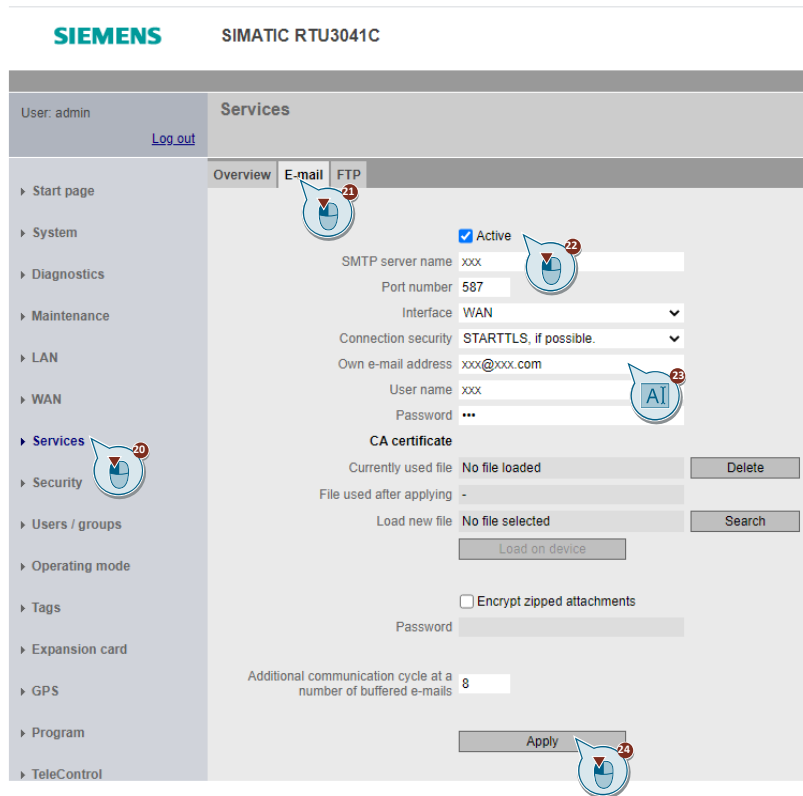 SIEMENS SIMATIC RTU3041C
User: admin
Log out
Services
Overview E-mail FTP
21
Start page
System
Diagnostics
Maintenance
LAN
WAN
Services
20
Security
Users / groups
Operating mode
Tags
Expansion card
GPS
Program
TeleControl
Active
22
SMTP server name xxx
Port number 587
Interface WAN
Connection security STARTTLS, if possible.
Own e-mail address xxx@xxx.com
23
User name xxx
AI
Password •••
CA certificate
Currently used file No file loaded Delete
File used after applying -
Load new file No file selected Search
Load on device
Encrypt zipped attachments
Password
Additional communication cycle at a
number of buffered e-mails 8
Apply
24